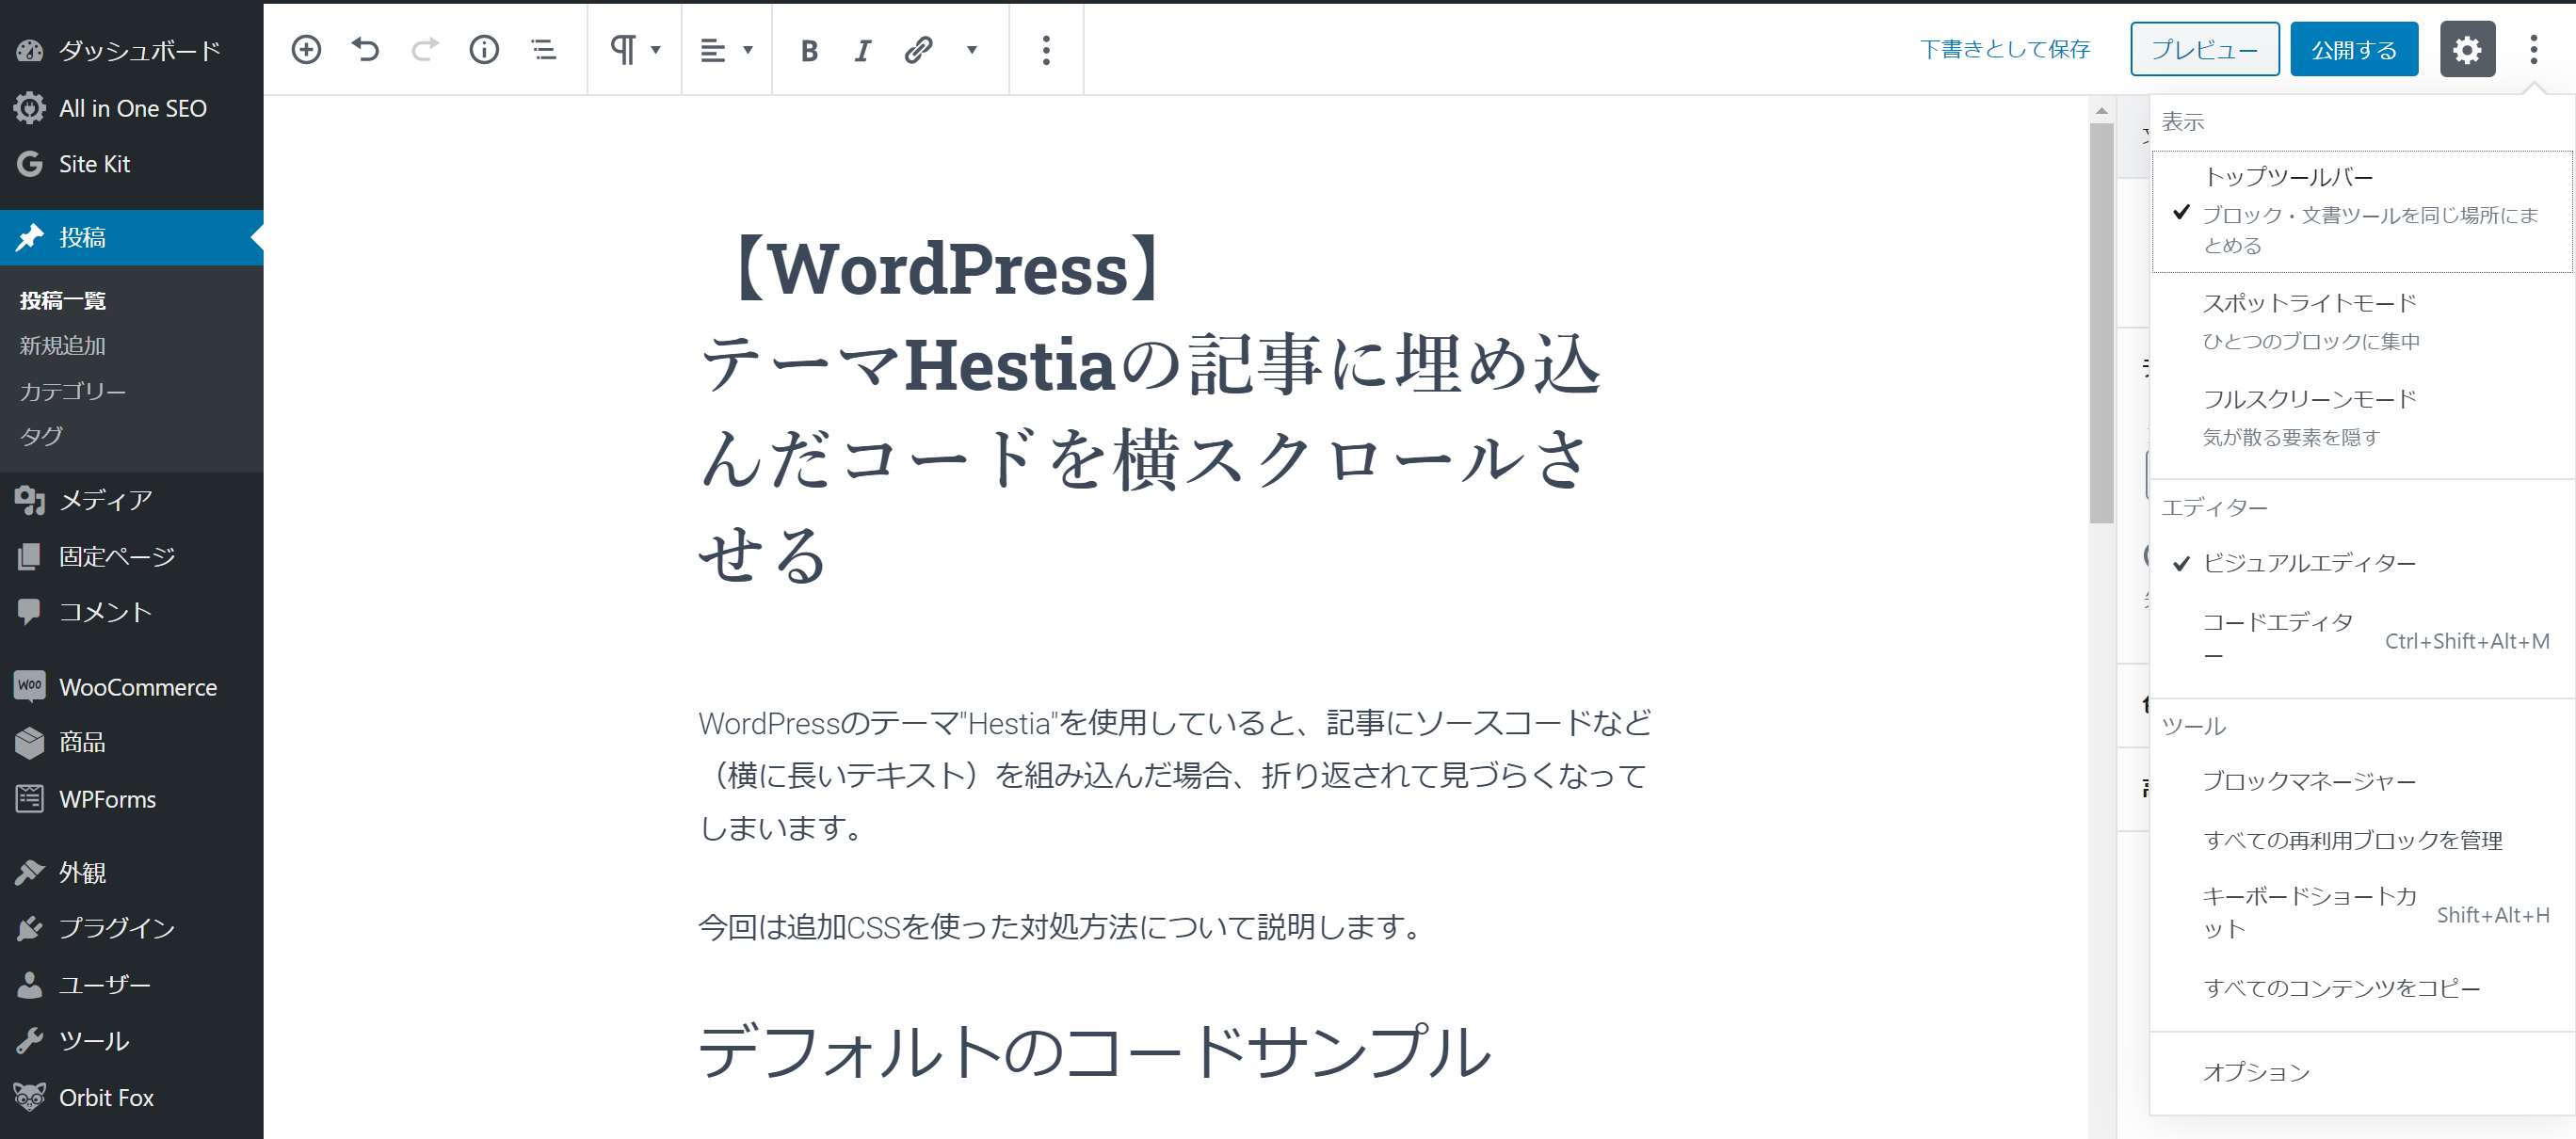 ダッシュボード
All in One SEO
Site Kit
投稿
投稿一覧
新規追加
カテゴリー
タグ
メディア
固定ページ
コメント
WooCommerce
商品
WPForms
外観
プラグイン
ユーザー
ツール
Orbit Fox
下書きとして保存
プレビュー
公開する
【WordPress】
テーマHestiaの記事に埋め込
んだコードを横スクロールさ
せる
WordPressのテーマ"Hestia"を使用していると、記事にソースコードなど
（横に長いテキスト）を組み込んだ場合、折り返されて見づらくなって
しまいます。
今回は追加CSSを使った対処方法について説明します。
デフォルトのコードサンプル
表示
トップツールバー
ブロック・文書ツールを同じ場所にま
とめる
スポットライトモード
ひとつのブロックに集中
フルスクリーンモード
気が散る要素を隠す
エディター
ビジュアルエディター
コードエディタ
ー
Ctrl+Shift+Alt+M
ツール
ブロックマネージャー
すべての再利用ブロックを管理
キーボードショートカ
ット
Shift+Alt+H
すべてのコンテンツをコピー
オプション